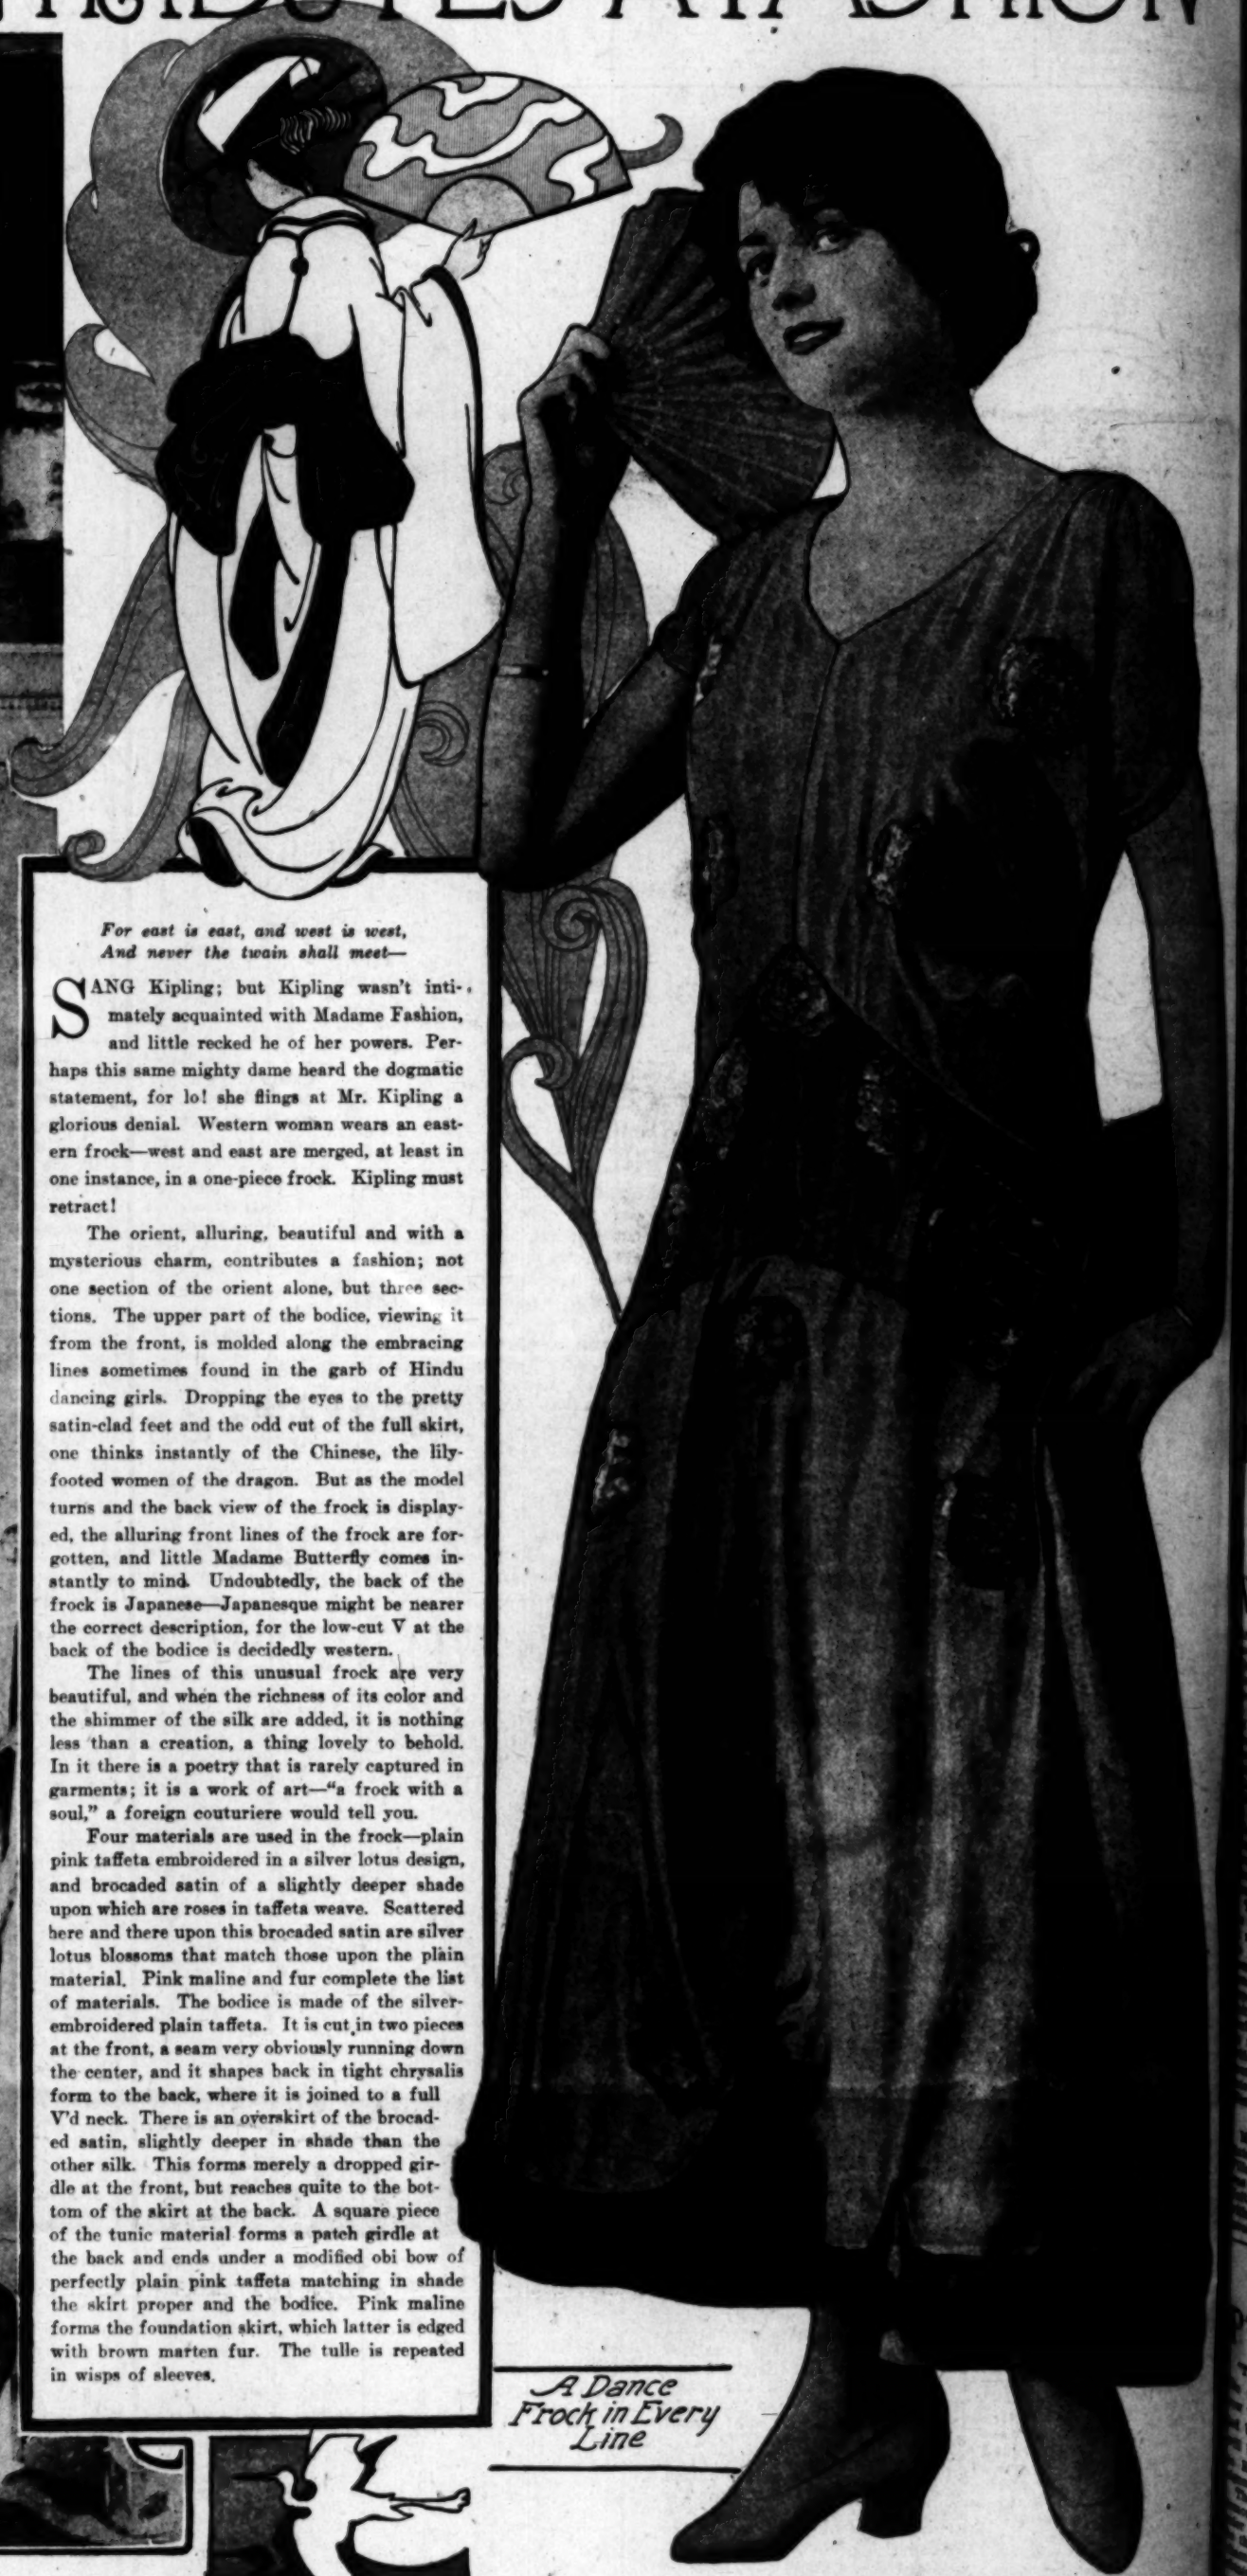 TRIBUTES A FASHION
For east is east, and west is west,
And never the twain shall meet—
SANG Kipling; but Kipling wasn't inti-
mately acquainted with Madame Fashion,
and little recked he of her powers. Per-
haps this same mighty dame heard the dogmatic
statement, for lo! she flings at Mr. Kipling a
glorious denial. Western woman wears an east-
ern frock—west and east are merged, at least in
one instance, in a one-piece frock. Kipling must
retract!
The orient, alluring, beautiful and with a
mysterious charm, contributes a fashion; not
one section of the orient alone, but three sec-
tions. The upper part of the bodice, viewing it
from the front, is molded along the embracing
lines sometimes found in the garb of Hindu
dancing girls. Dropping the eyes to the pretty
satin-clad feet and the odd cut of the full skirt,
one thinks instantly of the Chinese, the lily-
footed women of the dragon. But as the model
turns and the back view of the frock is display-
ed, the alluring front lines of the frock are for-
gotten, and little Madame Butterfly comes in-
stantly to mind. Undoubtedly, the back of the
frock is Japanese—Japanesque might be nearer
the correct description, for the low-cut V at the
back of the bodice is decidedly western.
The lines of this unusual frock are very
beautiful, and when the richness of its color and
the shimmer of the silk are added, it is nothing
less than a creation, a thing lovely to behold.
In it there is a poetry that is rarely captured in
garments; it is a work of art—“a frock with a
soul,” a foreign couturiere would tell you.
Four materials are used in the frock—plain
pink taffeta embroidered in a silver lotus design,
and brocaded satin of a slightly deeper shade
upon which are roses in taffeta weave. Scattered
here and there upon this brocaded satin are silver
lotus blossoms that match those upon the plain
material. Pink maline and fur complete the list
of materials. The bodice is made of the silver-
embroidered plain taffeta. It is cut in two pieces
at the front, a seam very obviously running down
the center, and it shapes back in tight chrysalis
form to the back, where it is joined to a full
V'd neck. There is an overskirt of the brocad-
ed satin, slightly deeper in shade than the
other silk. This forms merely a dropped gir-
dle at the front, but reaches quite to the bot-
tom of the skirt at the back. A square piece
of the tunic material forms a patch girdle at
the back and ends under a modified obi bow of
perfectly plain pink taffeta matching in shade
the skirt proper and the bodice. Pink maline
forms the foundation skirt, which latter is edged
with brown marten fur. The tulle is repeated
in wisps of sleeves.
A Dance
Frock in Every
Line